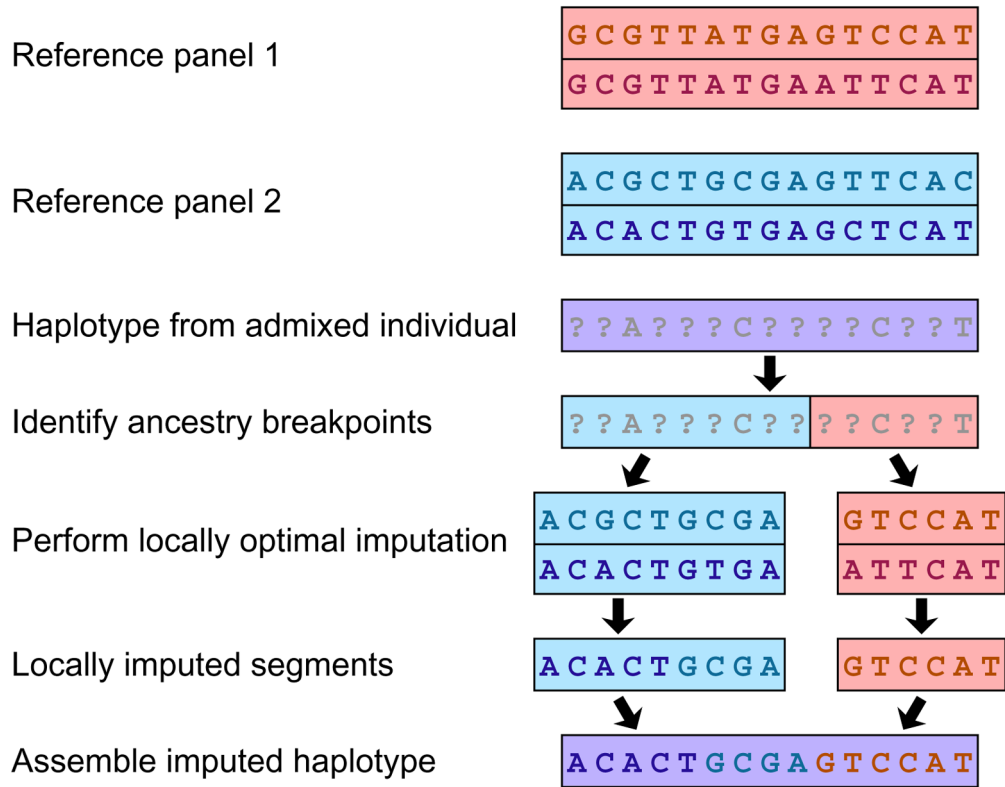 Reference panel 1
GCGTTATGAGTCCAT
GCGTTATGAATTCAT
Reference panel 2
ACGCTGCGAGTTCAC
ACACTGTGAGCTCAT
Haplotype from admixed individual
??A???C????C??T
Identify ancestry breakpoints
??A???C?? ??C??T
Perform locally optimal imputation
ACGCTGCGA GTCCAT
ACACTGTGA ATTCAT
Locally imputed segments
ACACTGCGA GTCCAT
Assemble imputed haplotype
ACACTGCGAGTCCAT